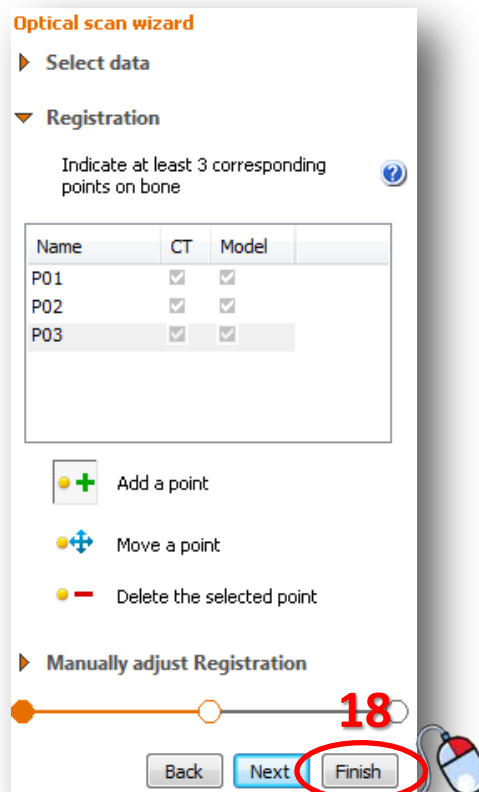 Optical scan wizard
Select data
Registration
Indicate at least 3 corresponding
points on bone
Name CT Model
P01
P02
P03
Add a point
Move a point
Delete the selected point
Manually adjust Registration
18
Back Next Finish